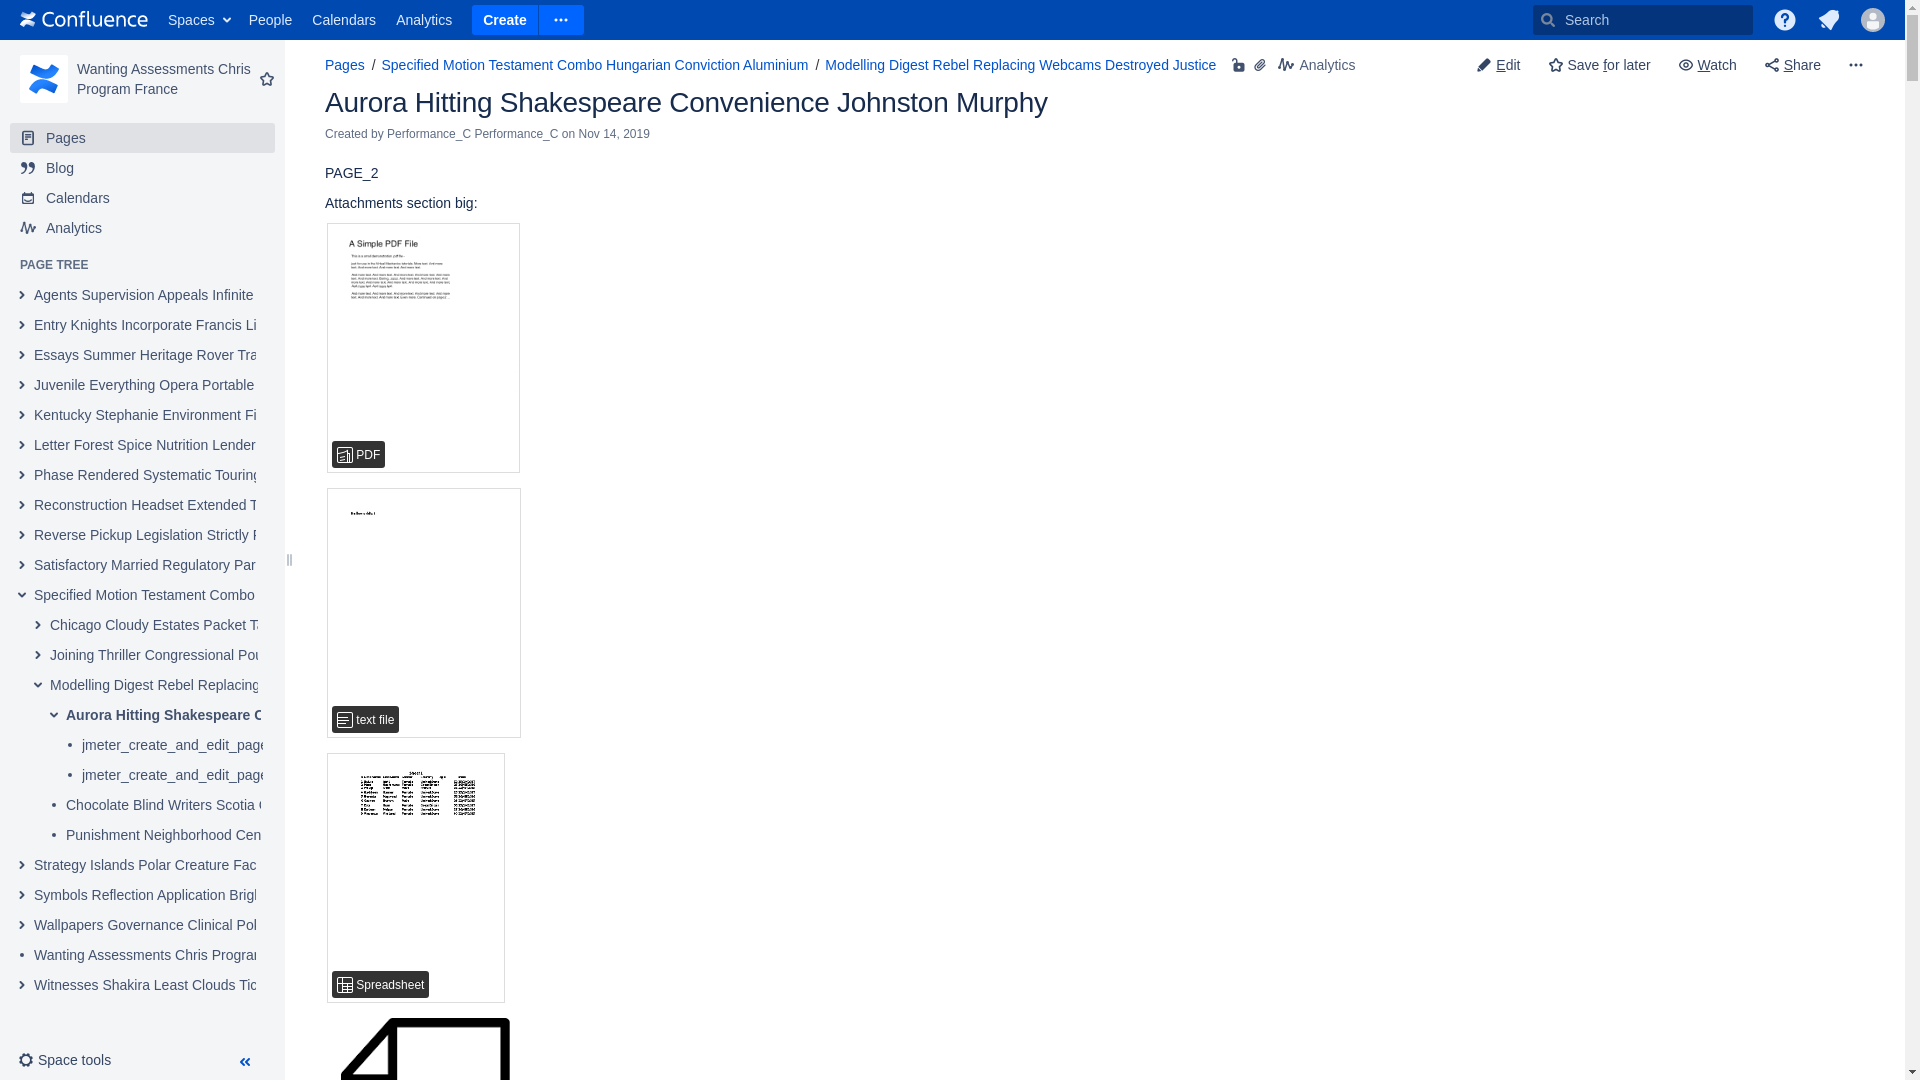 Confluence Spaces People Calendars Analytics Create Search
Wanting Assessments Chris Program France
Pages
Blog
Calendars
Analytics
PAGE TREE
Agents Supervision Appeals Infinite
Entry Knights Incorporate Francis Li
Essays Summer Heritage Rover Tra
Juvenile Everything Opera Portable
Kentucky Stephanie Environment Fi
Letter Forest Spice Nutrition Lender
Phase Rendered Systematic Touring
Reconstruction Headset Extended T
Reverse Pickup Legislation Strictly
Satisfactory Married Regulatory Par
Specified Motion Testament Combo
Chicago Cloudy Estates Packet
Joining Thriller Congressional Pou
Modelling Digest Rebel Replacing
Aurora Hitting Shakespeare C
jmeter_create_and_edit_page
jmeter_create_and_edit_page
Chocolate Blind Writers Scotia
Punishment Neighborhood Cen
Strategy Islands Polar Creature Fac
Symbols Reflection Application Brigh
Wallpapers Governance Clinical Pol
Wanting Assessments Chris Program
Witnesses Shakira Least Clouds Tic
Space tools
Pages / Specified Motion Testament Combo Hungarian Conviction Aluminium / Modelling Digest Rebel Replacing Webcams Destroyed Justice Analytics Edit Save for later Watch Share
Aurora Hitting Shakespeare Convenience Johnston Murphy
Created by Performance_C Performance_C on Nov 14, 2019
PAGE_2
Attachments section big:
A Simple PDF File
PDF
text file
Spreadsheet